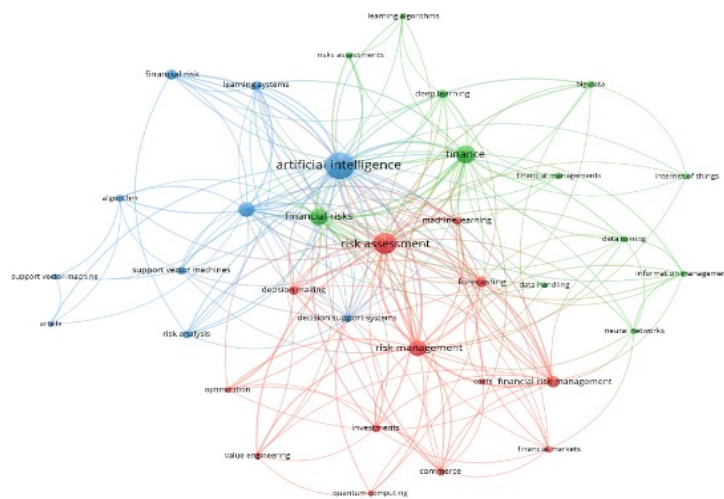 learning algorithms
risks assessments
financial risk
learning systems
deep learning
big data
artificial intelligence
finance
financial managements
internet of things
algorithm
financial risks
machine learning
risk assessment
data mining
support vector machine
support vector machines
information managemen
decision making
forecasting
data handling
article
risk analysis
decision support systems
neural networks
risk management
optimization
costs
financial risk management
investments
value engineering
financial markets
commerce
quantum computing